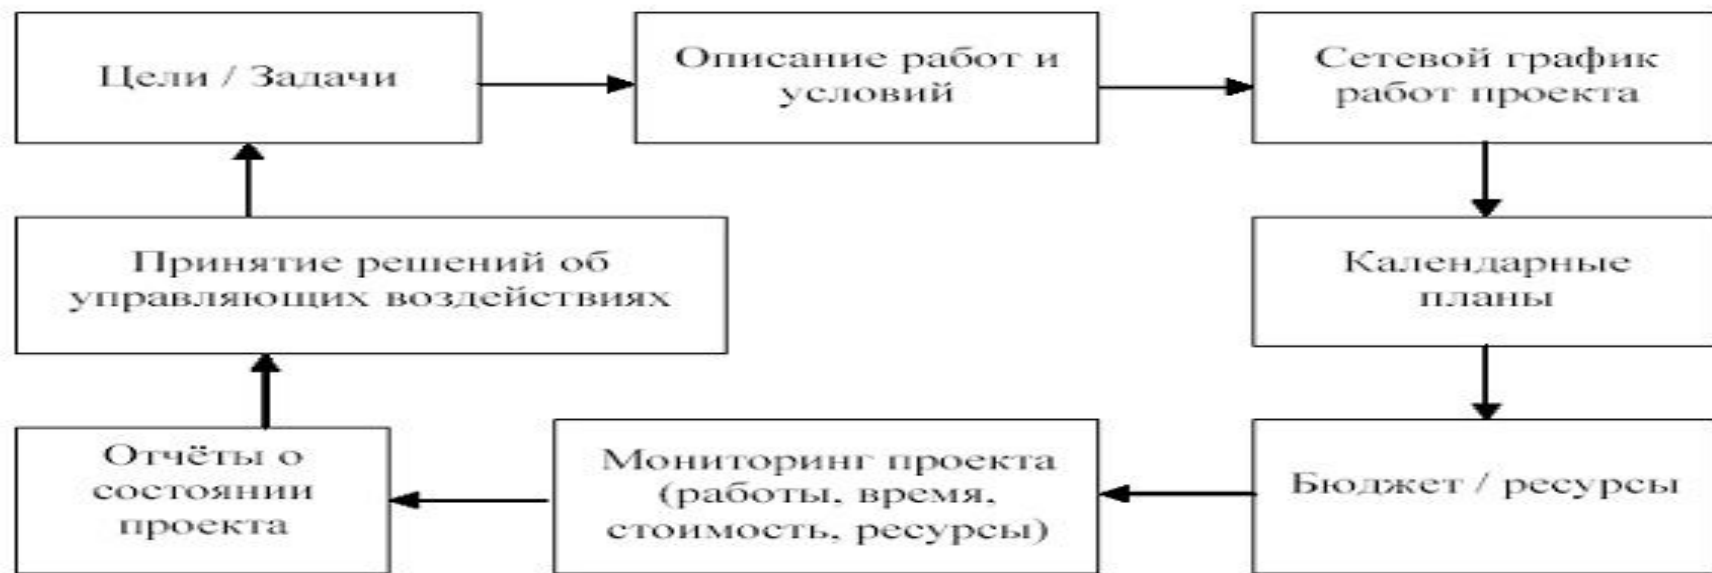 Цели / Задачи
Описание работ и
условий
Сетевой график
работ проекта
Принятие решений об
управляющих воздействиях
Календарные
планы
Отчёты о
состоянии
проекта
Мониторинг проекта
(работы, время,
стоимость, ресурсы)
Бюджет / ресурсы